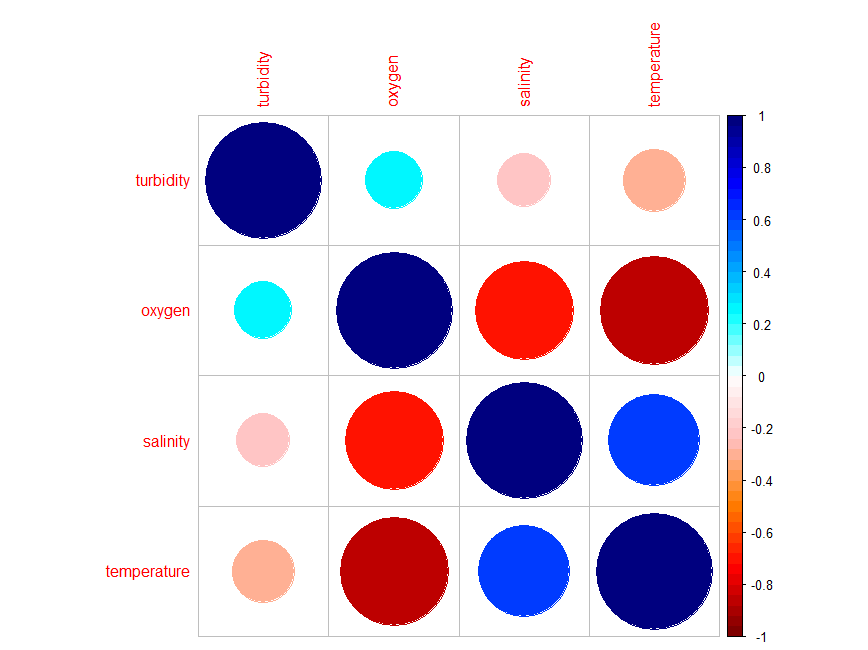 turbidity
oxygen
salinity
temperature
turbidity
oxygen
salinity
temperature
1
0.8
0.6
0.4
0.2
0
-0.2
-0.4
-0.6
-0.8
-1